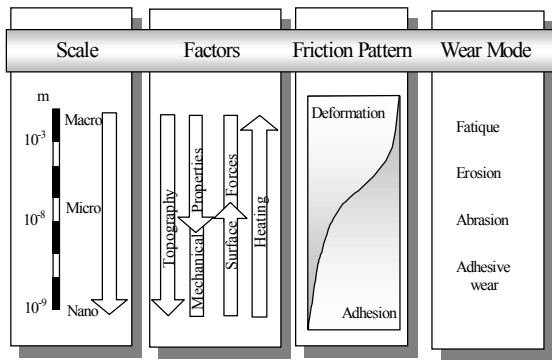 Scale
Factors
Friction Pattern
Wear Mode
m
Macro
10-3
Micro
10-8
Nano
10-9
Topography
Mechanical Properties
Surface Forces
Heating
Deformation
Adhesion
Fatique
Erosion
Abrasion
Adhesive
wear